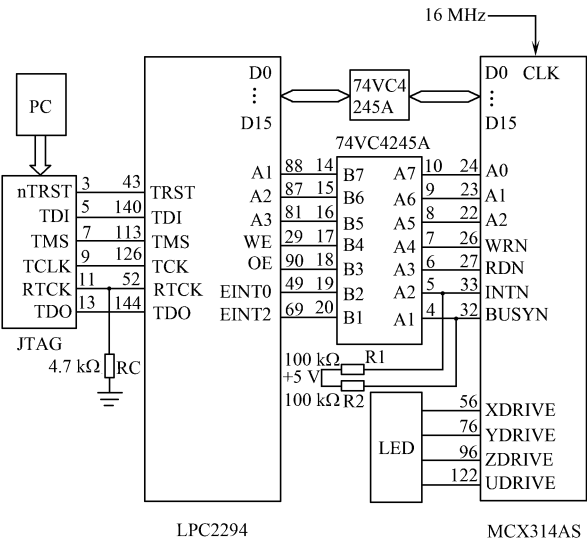 16 MHz
D0 74VC4 D0 CLK
PC ⋮ 245A ⋮
D15 D15
74VC4245A
A1 88 14 B7 A7 10 24 A0
nTRST 3 43 TRST A2 87 15 B6 A6 9 23 A1
TDI 5 140 TDI A3 81 16 B5 A5 8 22 A2
TMS 7 113 TMS WE 29 17 B4 A4 7 26 WRN
TCLK 9 126 TCK OE 90 18 B3 A3 6 27 RDN
RTCK 11 52 RTCK EINT0 49 19 B2 A2 5 33 INTN
TDO 13 144 TDO EINT2 69 20 B1 A1 4 32 BUSYN
JTAG
4.7 kΩ RC 100 kΩ R1
+5 V
100 kΩ R2
56 XDRIVE
76 YDRIVE
LED
96 ZDRIVE
122 UDRIVE
LPC2294 MCX314AS